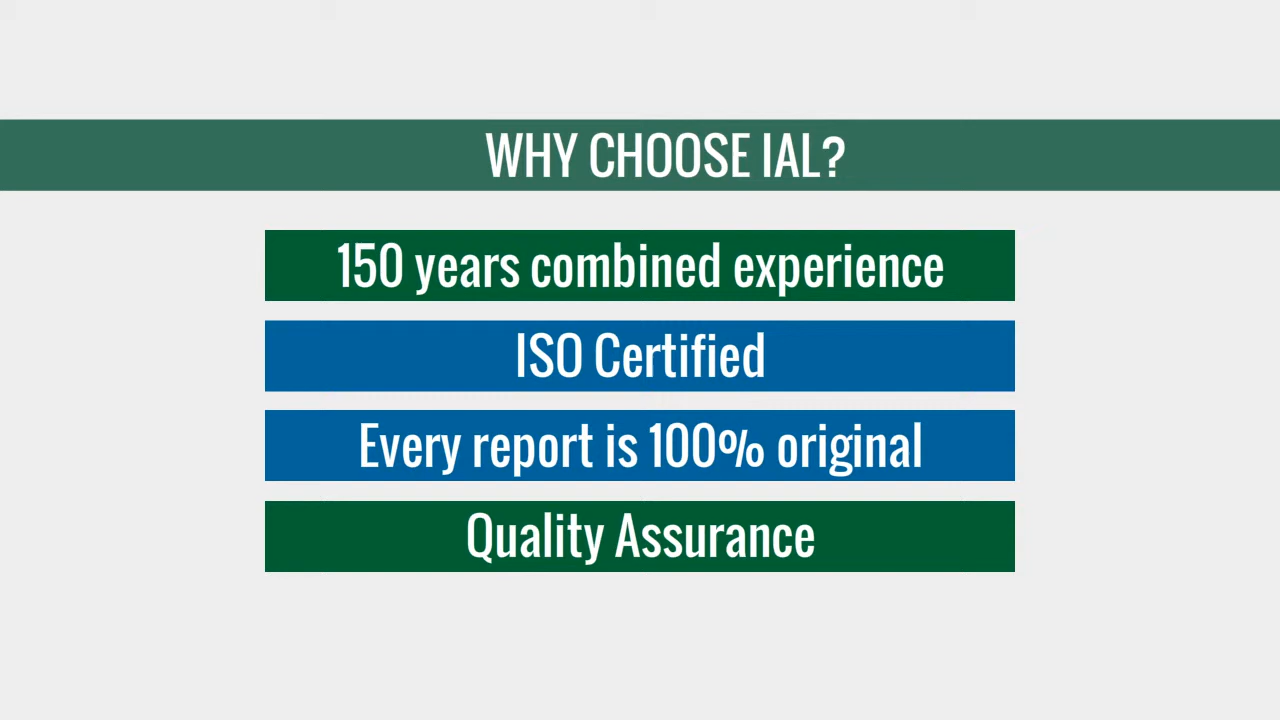 WHY CHOOSE IAL?
150 years combined experience
ISO Certified
Every report is 100% original
Quality Assurance